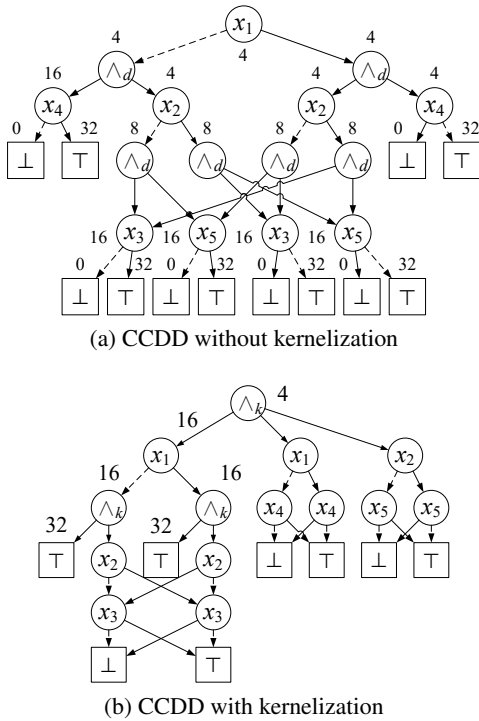 x1
4
4 4
∧d ∧d
16 4 4 4
x4 x2 x2 x4
0 32 8 8 8 8 0 32
⊥ ⊤ ∧d ∧d ∧d ∧d ⊥ ⊤
x3 x5 x3 x5
16 16 16 16
0 32 0 32 0 32 0 32
⊥ ⊤ ⊥ ⊤ ⊥ ⊤ ⊥ ⊤
(a) CCDD without kernelization
∧k 4
16
x1 x1 x2
16 16
∧k ∧k x4 x4 x5 x5
32 32
⊤ x2 ⊤ x2 ⊥ ⊤ ⊥ ⊤
x3 x3
⊥ ⊤
(b) CCDD with kernelization